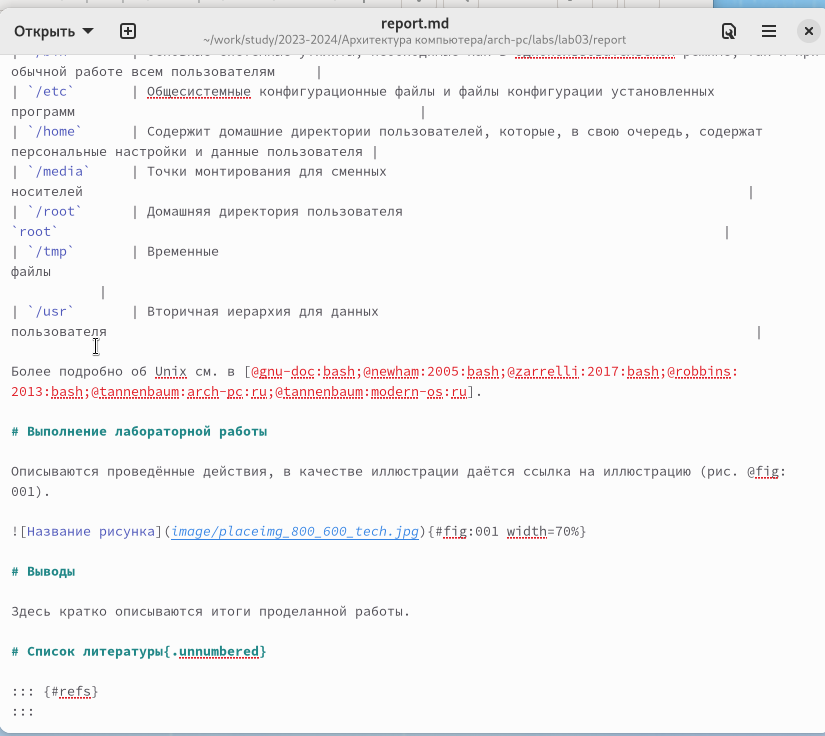 Открыть
report.md
~/work/study/2023-2024/Архитектура компьютера/arch-pc/labs/lab03/report
обычной работе всем пользователям |
| `/etc` | Общесистемные конфигурационные файлы и файлы конфигурации установленных
программ |
| `/home` | Содержит домашние директории пользователей, которые, в свою очередь, содержат
персональные настройки и данные пользователя |
| `/media` | Точки монтирования для сменных
носителей |
| `/root` | Домашняя директория пользователя
`root` |
| `/tmp` | Временные
файлы
|
| `/usr` | Вторичная иерархия для данных
пользователя |
Более подробно об Unix см. в [@gnu-doc:bash;@newham:2005:bash;@zarrelli:2017:bash;@robbins:
2013:bash;@tannenbaum:arch-pc:ru;@tannenbaum:modern-os:ru].
# Выполнение лабораторной работы
Описываются проведённые действия, в качестве иллюстрации даётся ссылка на иллюстрацию (рис. @fig:
001).
![Название рисунка](image/placeimg_800_600_tech.jpg){#fig:001 width=70%}
# Выводы
Здесь кратко описываются итоги проделанной работы.
# Список литературы{.unnumbered}
::: {#refs}
:::